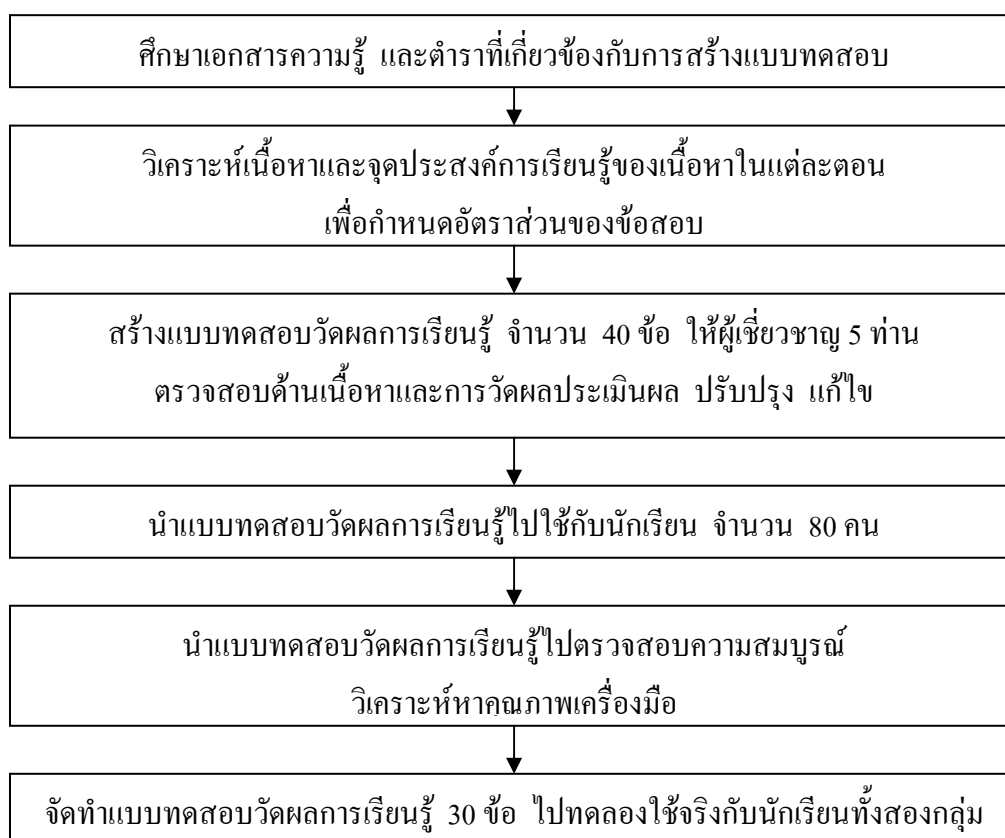 ศึกษาเอกสารความรู้ และตำราที่เกี่ยวข้องกับการสร้างแบบทดสอบ
วิเคราะห์เนื้อหาและจุดประสงค์การเรียนรู้ของเนื้อหาในแต่ละตอน
เพื่อกำหนดอัตราส่วนของข้อสอบ
สร้างแบบทดสอบวัดผลการเรียนรู้ จำนวน 40 ข้อ ให้ผู้เชี่ยวชาญ 5 ท่าน
ตรวจสอบด้านเนื้อหาและการวัดผลประเมินผล ปรับปรุง แก้ไข
นำแบบทดสอบวัดผลการเรียนรู้ไปใช้กับนักเรียน จำนวน 80 คน
นำแบบทดสอบวัดผลการเรียนรู้ไปตรวจสอบความสมบูรณ์
วิเคราะห์หาคุณภาพเครื่องมือ
จัดทำแบบทดสอบวัดผลการเรียนรู้ 30 ข้อ ไปทดลองใช้จริงกับนักเรียนทั้งสองกลุ่ม